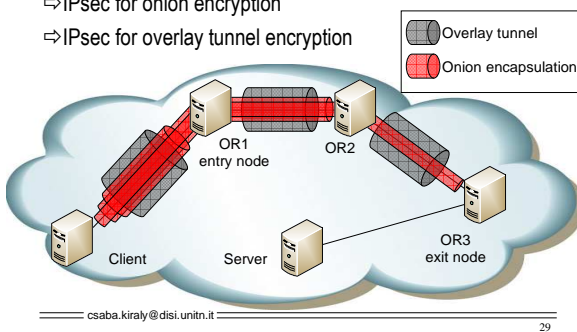 ⇨IPsec for onion encryption
⇨IPsec for overlay tunnel encryption
Overlay tunnel
Onion encapsulation
OR1
entry node
OR2
OR3
exit node
Client
Server
csaba.kiraly@disi.unitn.it
29